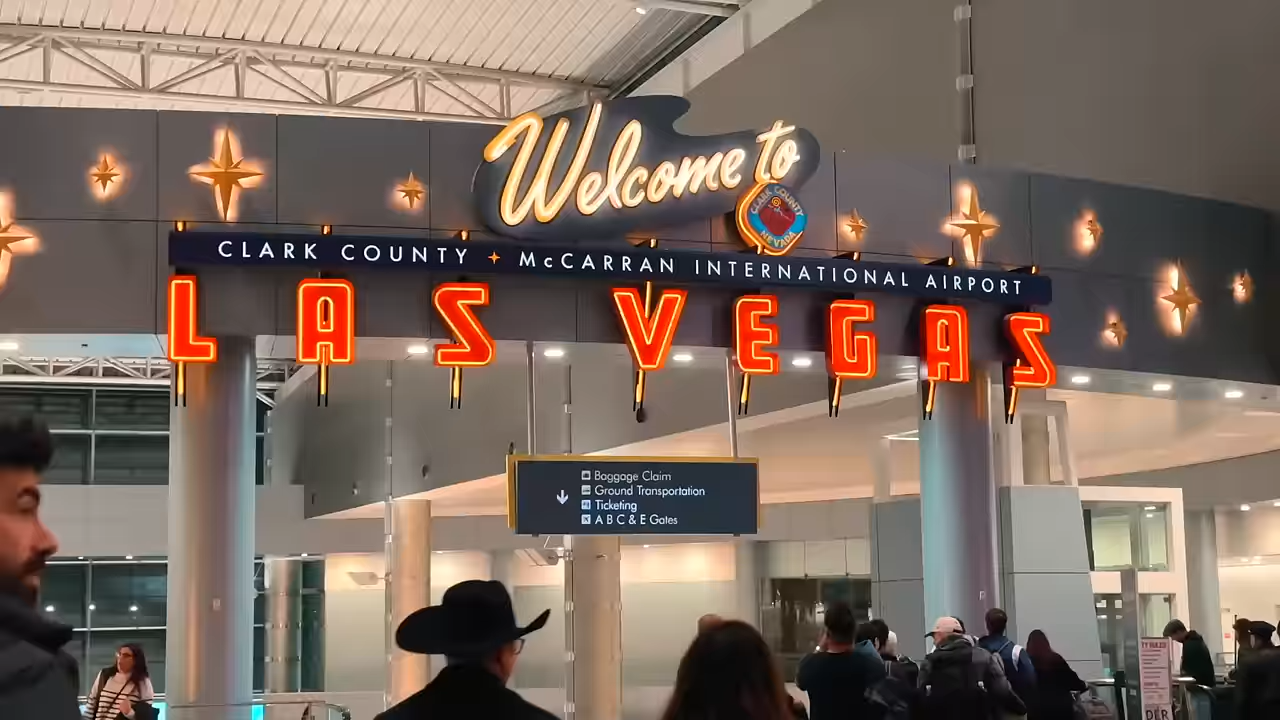 Welcome to
CLARK COUNTY
NEVADA
CLARK COUNTY ✦ McCARRAN INTERNATIONAL AIRPORT
LAS VEGAS
Baggage Claim
Ground Transportation
Ticketing
A B C & E Gates